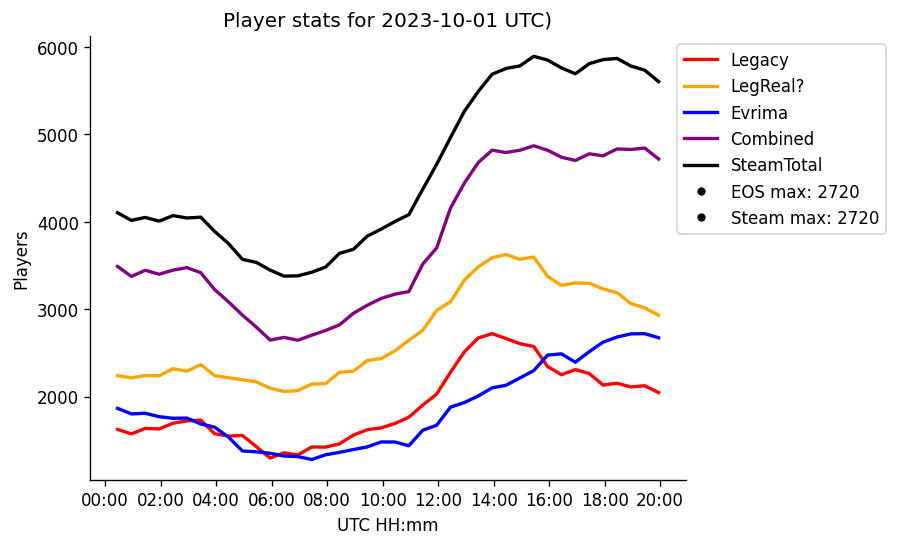 Player stats for 2023-10-01 UTC)
6000
5000
4000
3000
2000
Players
00:00 02:00 04:00 06:00 08:00 10:00 12:00 14:00 16:00 18:00 20:00
UTC HH:mm
Legacy
LegReal?
Evrima
Combined
SteamTotal
EOS max: 2720
Steam max: 2720